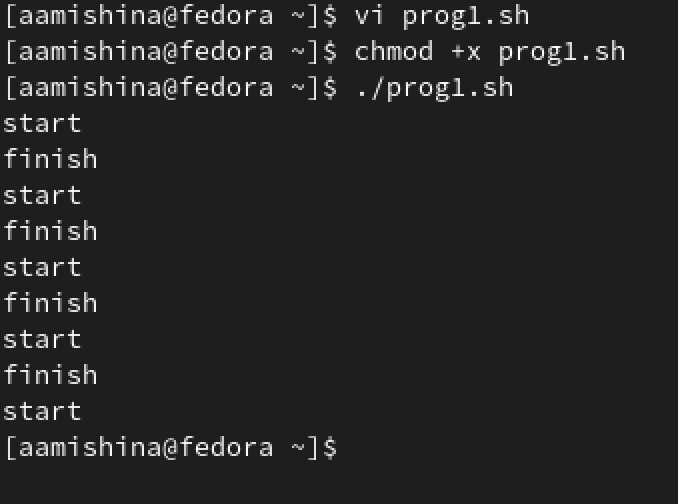 [aamishina@fedora ~]$ vi prog1.sh
[aamishina@fedora ~]$ chmod +x prog1.sh
[aamishina@fedora ~]$ ./prog1.sh
start
finish
start
finish
start
finish
start
finish
start
[aamishina@fedora ~]$